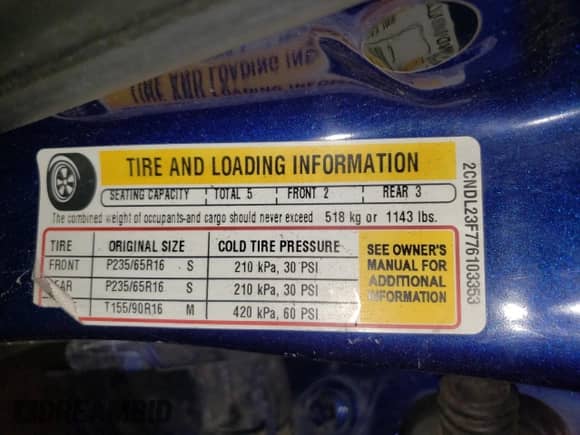 TIRE AND LOADING INFORMATION
SEATING CAPACITY TOTAL 5 FRONT 2 REAR 3
The combined weight of occupants and cargo should never exceed 518 kg or 1143 lbs.
TIRE ORIGINAL SIZE COLD TIRE PRESSURE
FRONT P235/65R16 S 210 kPa, 30 PSI
REAR P235/65R16 S 210 kPa, 30 PSI
T155/90R16 M 420 kPa, 60 PSI
SEE OWNER'S
MANUAL FOR
ADDITIONAL
INFORMATION
2CNDL23F776103353
DREAMBID